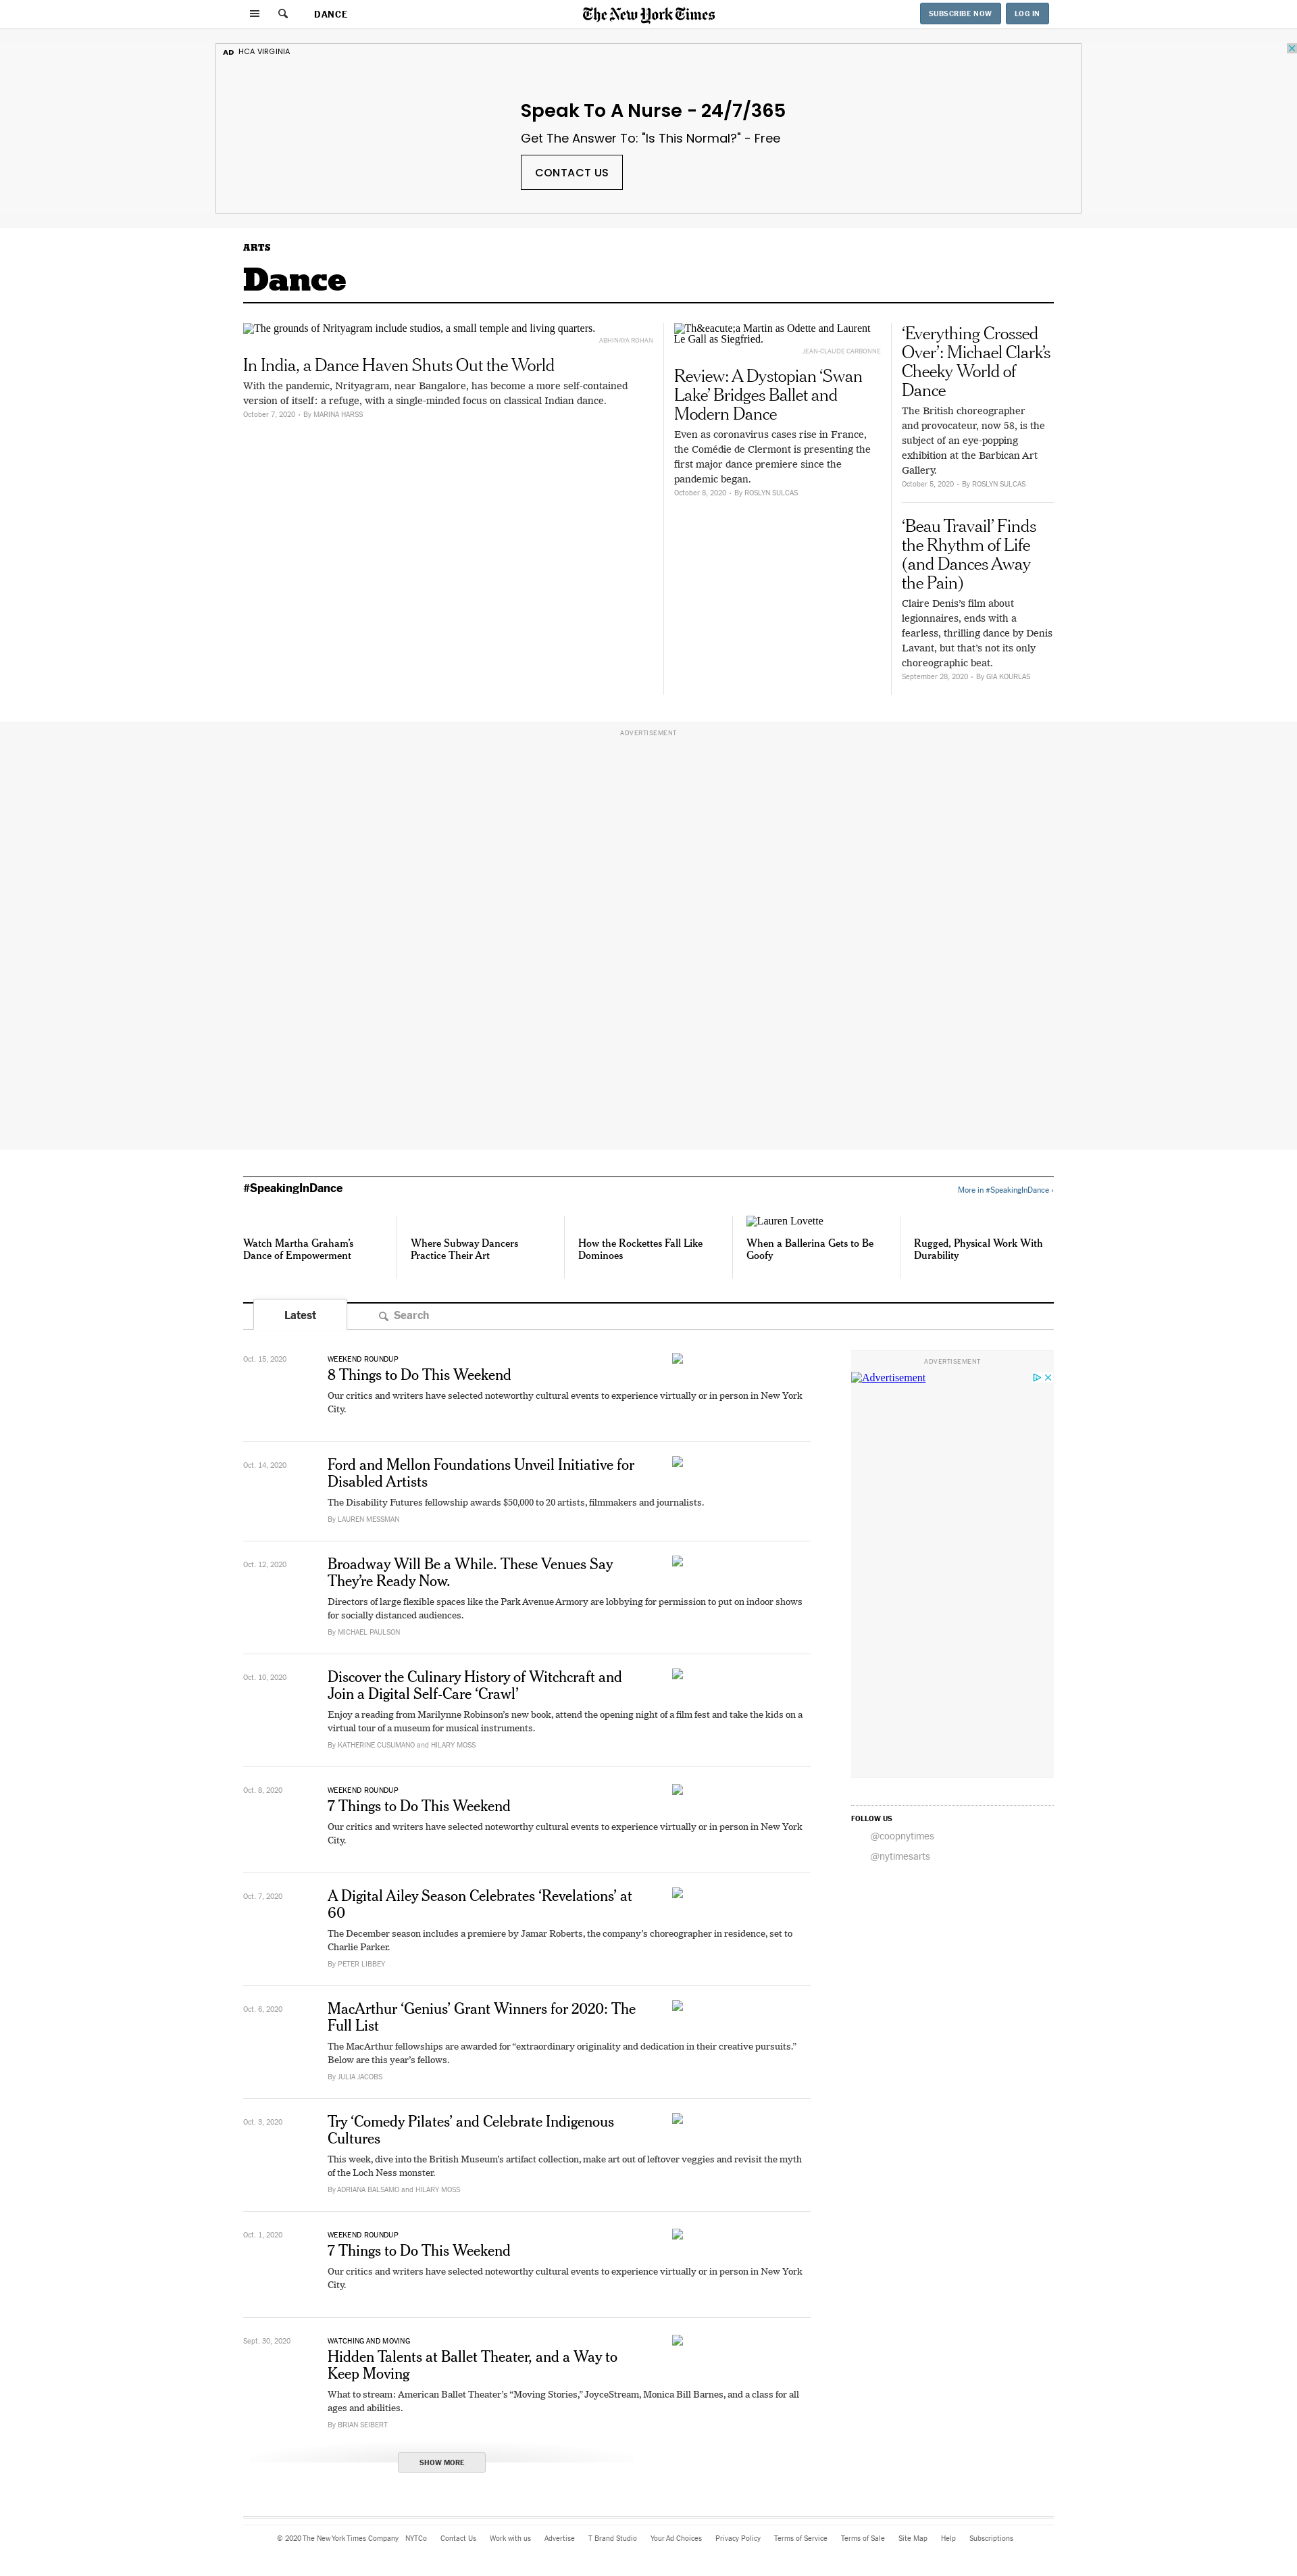 DANCE
The New York Times
SUBSCRIBE NOW
LOG IN
AD HCA VIRGINIA
Speak To A Nurse - 24/7/365
Get The Answer To: "Is This Normal?" - Free
CONTACT US
ARTS
Dance
The grounds of Nrityagram include studios, a small temple and living quarters.
ABHINAVA ROHAN
In India, a Dance Haven Shuts Out the World
With the pandemic, Nrityagram, near Bangalore, has become a more self-contained
version of itself: a refuge, with a single-minded focus on classical Indian dance.
October 7, 2020 - By MARINA HARSS
Th&eacute;a Martin as Odette and Laurent
Le Gall as Siegfried.
JEAN-CLAUDE CARBONNE
Review: A Dystopian ‘Swan
Lake’ Bridges Ballet and
Modern Dance
Even as coronavirus cases rise in France,
the Comédie de Clermont is presenting the
first major dance premiere since the
pandemic began.
October 8, 2020 - By ROSLYN SULCAS
‘Everything Crossed
Over’: Michael Clark’s
Cheeky World of
Dance
The British choreographer
and provocateur, now 58, is the
subject of an eye-popping
exhibition at the Barbican Art
Gallery.
October 5, 2020 - By ROSLYN SULCAS
‘Beau Travail’ Finds
the Rhythm of Life
(and Dances Away
the Pain)
Claire Denis’s film about
legionnaires, ends with a
fearless, thrilling dance by Denis
Lavant, but that’s not its only
choreographic beat.
September 28, 2020 - By GIA KOURLAS
ADVERTISEMENT
#SpeakingInDance
More in #SpeakingInDance ›
Watch Martha Graham’s
Dance of Empowerment
Where Subway Dancers
Practice Their Art
How the Rockettes Fall Like
Dominoes
Lauren Lovette
When a Ballerina Gets to Be
Goofy
Rugged, Physical Work With
Durability
Latest
Search
Oct. 15, 2020
WEEKEND ROUNDUP
8 Things to Do This Weekend
Our critics and writers have selected noteworthy cultural events to experience virtually or in person in New York
City.
Oct. 14, 2020
Ford and Mellon Foundations Unveil Initiative for
Disabled Artists
The Disability Futures fellowship awards $50,000 to 20 artists, filmmakers and journalists.
By LAUREN MESSMAN
Oct. 12, 2020
Broadway Will Be a While. These Venues Say
They’re Ready Now.
Directors of large flexible spaces like the Park Avenue Armory are lobbying for permission to put on indoor shows
for socially distanced audiences.
By MICHAEL PAULSON
Oct. 10, 2020
Discover the Culinary History of Witchcraft and
Join a Digital Self-Care ‘Crawl’
Enjoy a reading from Marilynne Robinson’s new book, attend the opening night of a film fest and take the kids on a
virtual tour of a museum for musical instruments.
By KATHERINE CUSUMANO and HILARY MOSS
Oct. 8, 2020
WEEKEND ROUNDUP
7 Things to Do This Weekend
Our critics and writers have selected noteworthy cultural events to experience virtually or in person in New York
City.
Oct. 7, 2020
A Digital Ailey Season Celebrates ‘Revelations’ at
60
The December season includes a premiere by Jamar Roberts, the company’s choreographer in residence, set to
Charlie Parker.
By PETER LIBBEY
Oct. 6, 2020
MacArthur ‘Genius’ Grant Winners for 2020: The
Full List
The MacArthur fellowships are awarded for “extraordinary originality and dedication in their creative pursuits.”
Below are this year’s fellows.
By JULIA JACOBS
Oct. 3, 2020
Try ‘Comedy Pilates’ and Celebrate Indigenous
Cultures
This week, dive into the British Museum’s artifact collection, make art out of leftover veggies and revisit the myth
of the Loch Ness monster.
By ADRIANA BALSAMO and HILARY MOSS
Oct. 1, 2020
WEEKEND ROUNDUP
7 Things to Do This Weekend
Our critics and writers have selected noteworthy cultural events to experience virtually or in person in New York
City.
Sept. 30, 2020
WATCHING AND MOVING
Hidden Talents at Ballet Theater, and a Way to
Keep Moving
What to stream: American Ballet Theater’s “Moving Stories,” JoyceStream, Monica Bill Barnes, and a class for all
ages and abilities.
By BRIAN SEIBERT
SHOW MORE
ADVERTISEMENT
Advertisement
FOLLOW US
@coopnytimes
@nytimesarts
© 2020 The New York Times Company NYTCo Contact Us Work with us Advertise T Brand Studio Your Ad Choices Privacy Policy Terms of Service Terms of Sale Site Map Help Subscriptions